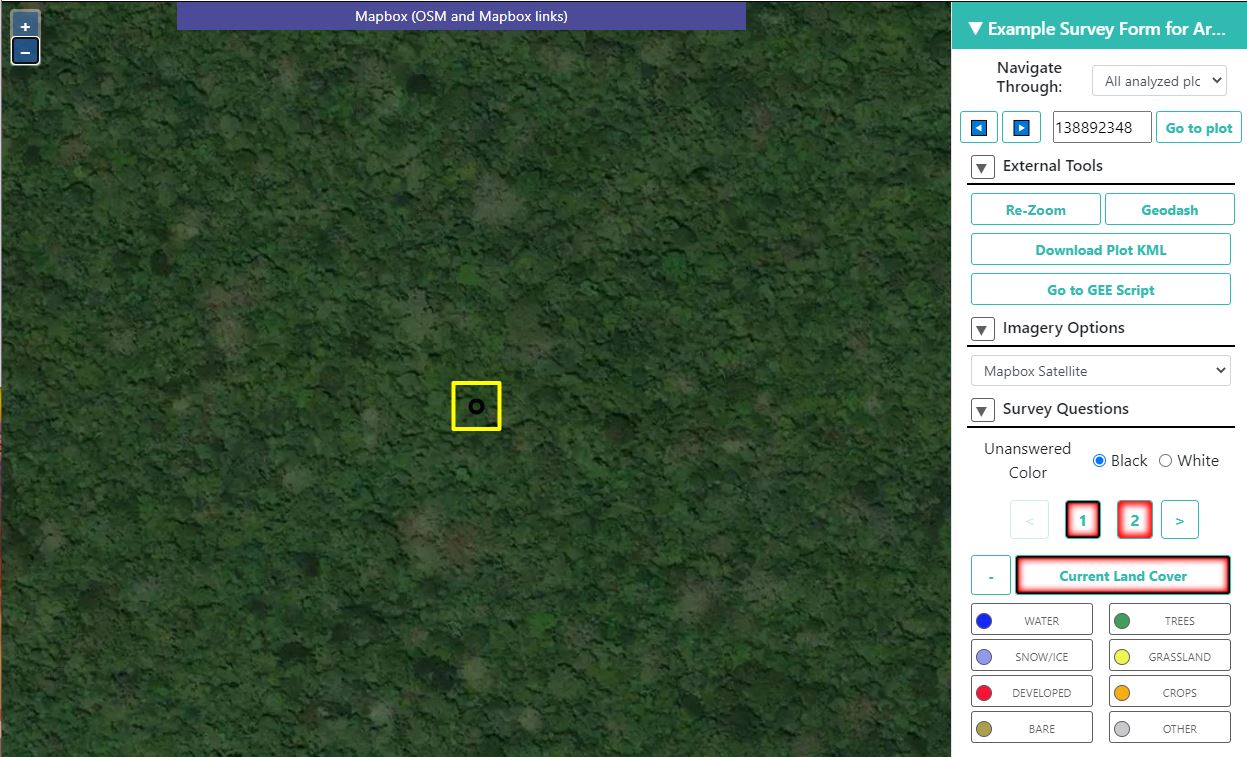 +
−
Mapbox (OSM and Mapbox links)
▼ Example Survey Form for Ar...
Navigate
Through:
All analyzed plc
138892348
Go to plot
▼ External Tools
Re-Zoom
Geodash
Download Plot KML
Go to GEE Script
▼ Imagery Options
Mapbox Satellite
▼ Survey Questions
Unanswered
Color
Black
White
< 1 2 >
- Current Land Cover
WATER
TREES
SNOW/ICE
GRASSLAND
DEVELOPED
CROPS
BARE
OTHER